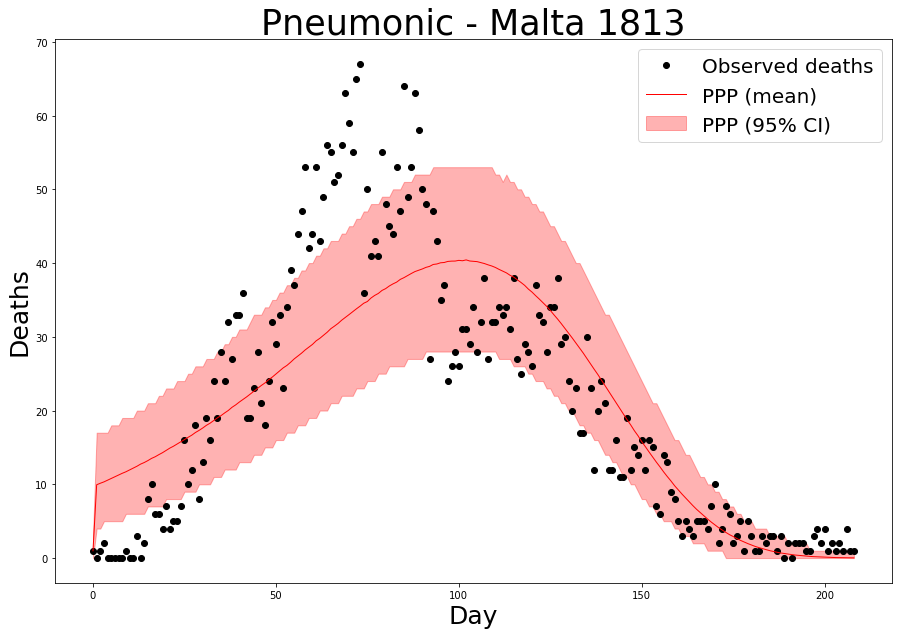 Pneumonic - Malta 1813
Observed deaths
PPP (mean)
PPP (95% CI)
Deaths
70
60
50
40
30
20
10
0
0 50 100 150 200
Day